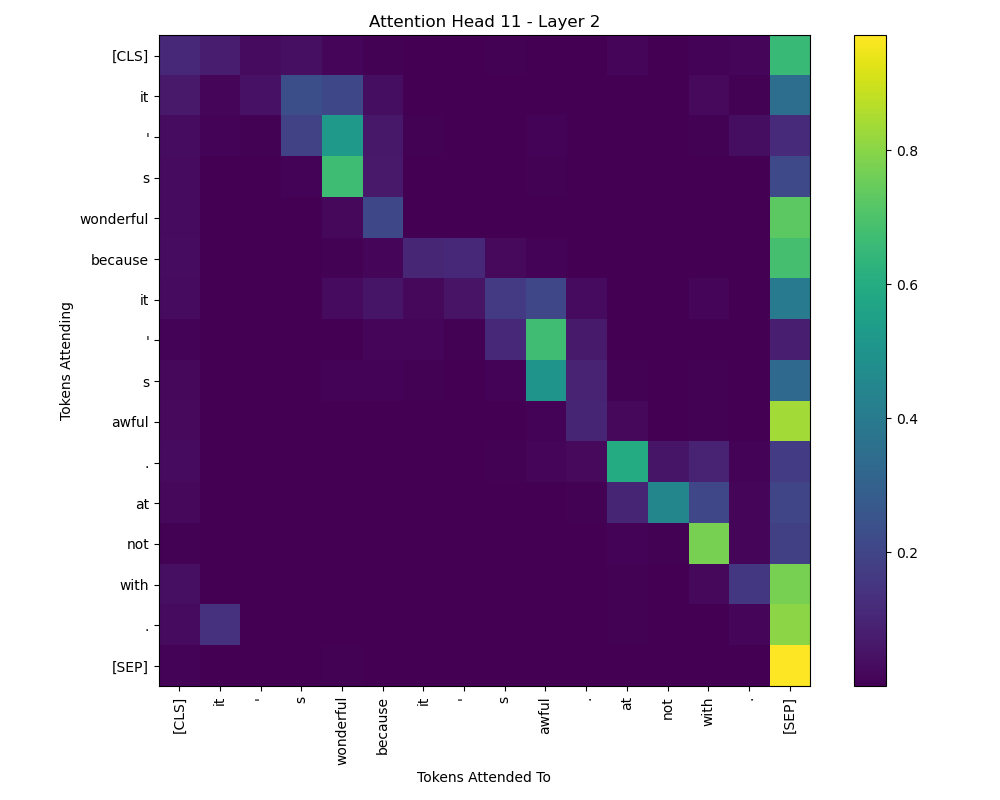 Attention Head 11 - Layer 2
[CLS]
it
'
s
wonderful
because
it
'
s
awful
.
at
not
with
.
[SEP]
Tokens Attending
[CLS]
it
'
s
wonderful
because
it
'
s
awful
.
at
not
with
.
[SEP]
Tokens Attended To
0.8
0.6
0.4
0.2